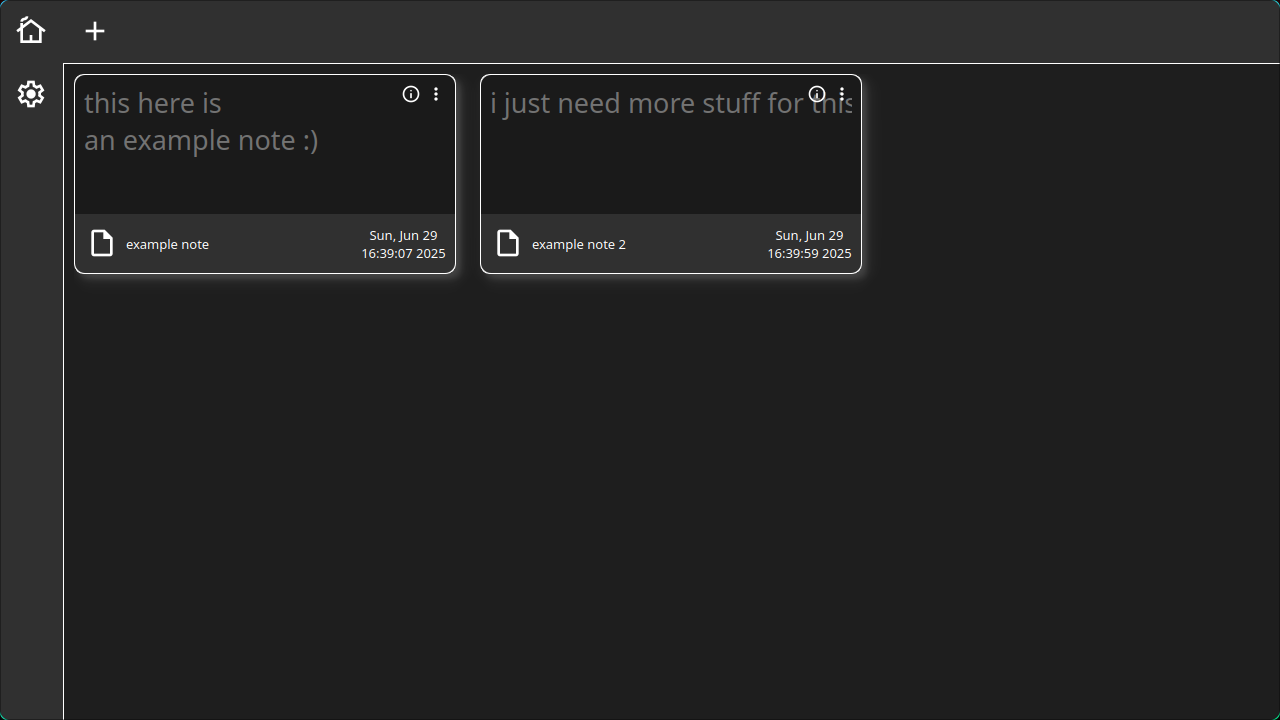 this here is
an example note :)
example note
Sun, Jun 29
16:39:07 2025
i just need more stuff for this
example note 2
Sun, Jun 29
16:39:59 2025